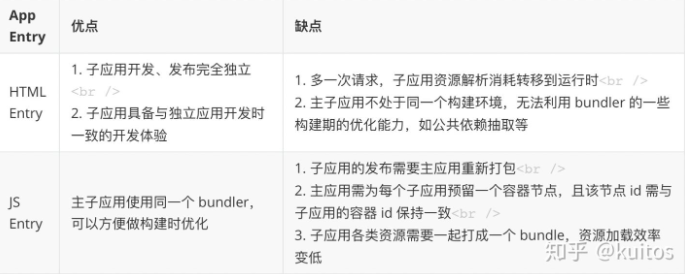 App Entry
优点
缺点
HTML Entry
1. 子应用开发、发布完全独立<br />
2. 子应用具备与独立应用开发时
一致的开发体验
1. 多一次请求，子应用资源解析消耗转移到运行时<br />
2. 主子应用不处于同一个构建环境，无法利用 bundler 的一些
构建期的优化能力，如公共依赖抽取等
JS Entry
主子应用使用同一个 bundler，
可以方便做构建时优化
1. 子应用的发布需要主应用重新打包<br />
2. 主应用需为每个子应用预留一个容器节点，且该节点 id 需与
子应用的容器 id 保持一致<br />
3. 子应用各类资源需要一起打成一个 bundle，资源加载效率
变低
知乎 @kuitos